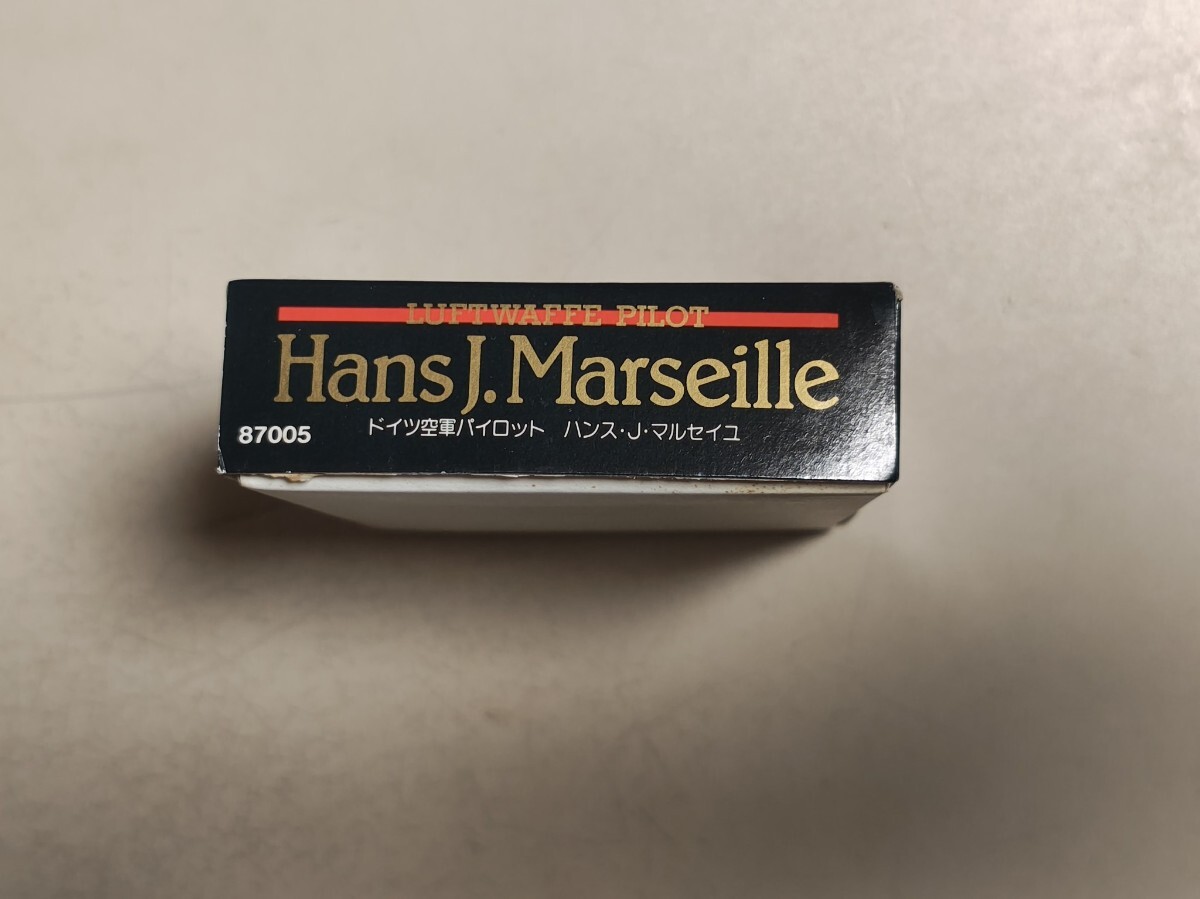 LUFTWAFFE PILOT
Hans J. Marseille
87005 ドイツ空軍パイロット ハンス・J・マルセイユ